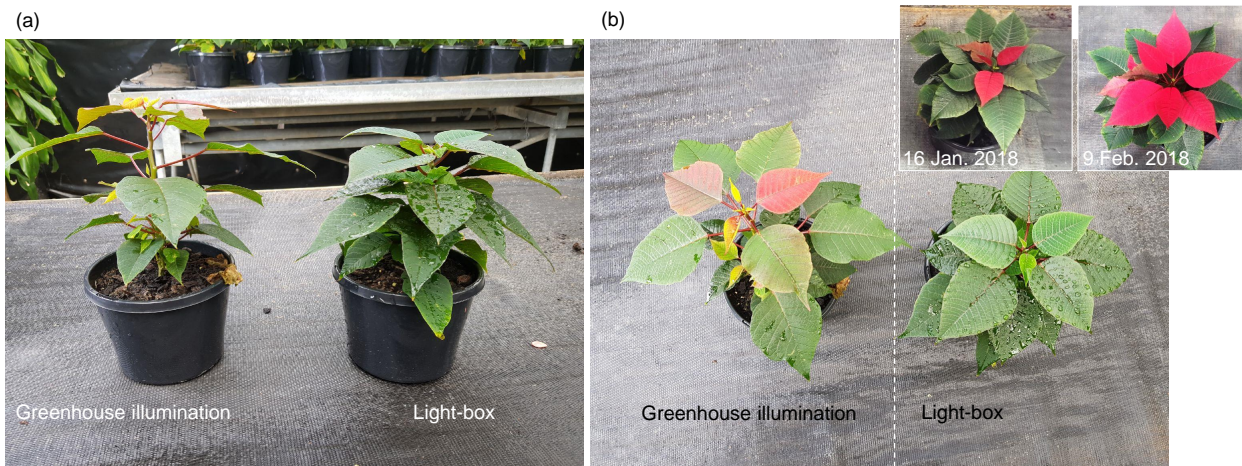 (a)
(b)
16 Jan. 2018
9 Feb. 2018
Greenhouse illumination
Light-box
Greenhouse illumination
Light-box